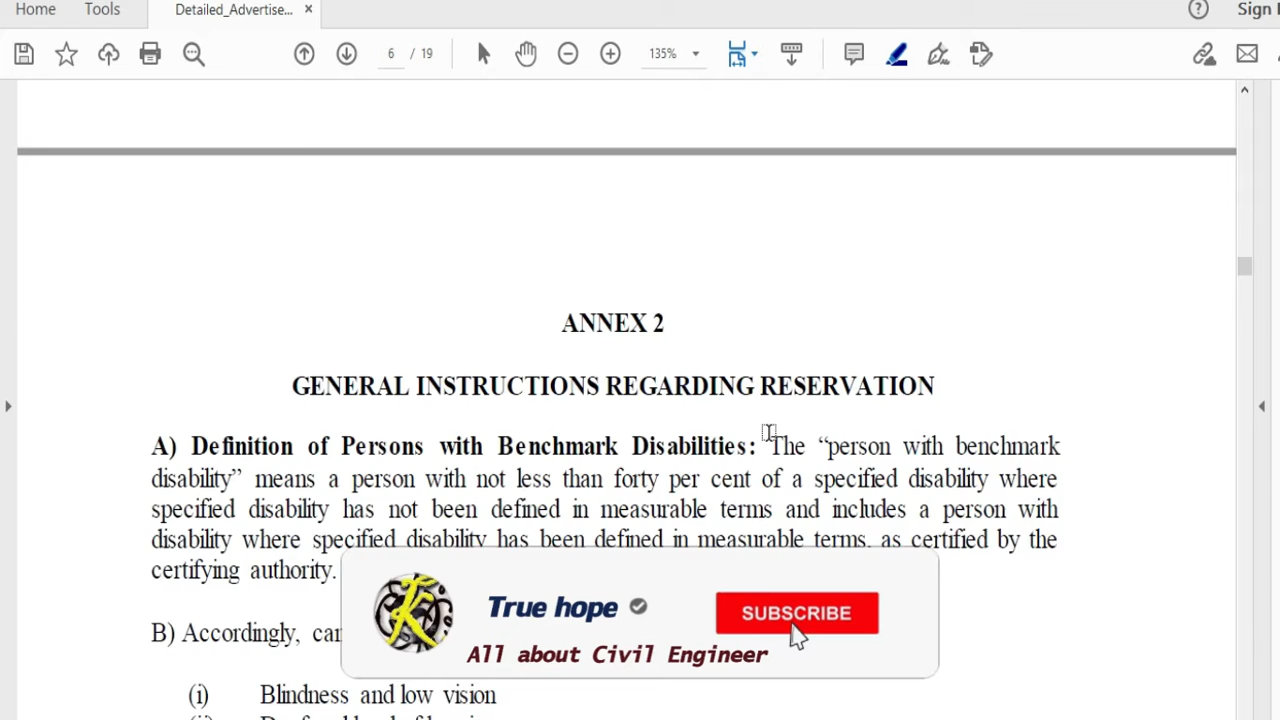 Home Tools Detailed_Advertise... × ? Sign
6 / 19 135%
ANNEX 2
GENERAL INSTRUCTIONS REGARDING RESERVATION
A) Definition of Persons with Benchmark Disabilities: The “person with benchmark
disability” means a person with not less than forty per cent of a specified disability where
specified disability has not been defined in measurable terms and includes a person with
disability where specified disability has been defined in measurable terms, as certified by the
certifying authority.
True hope
SUBSCRIBE
All about Civil Engineer
B) Accordingly,
(i) Blindness and low vision